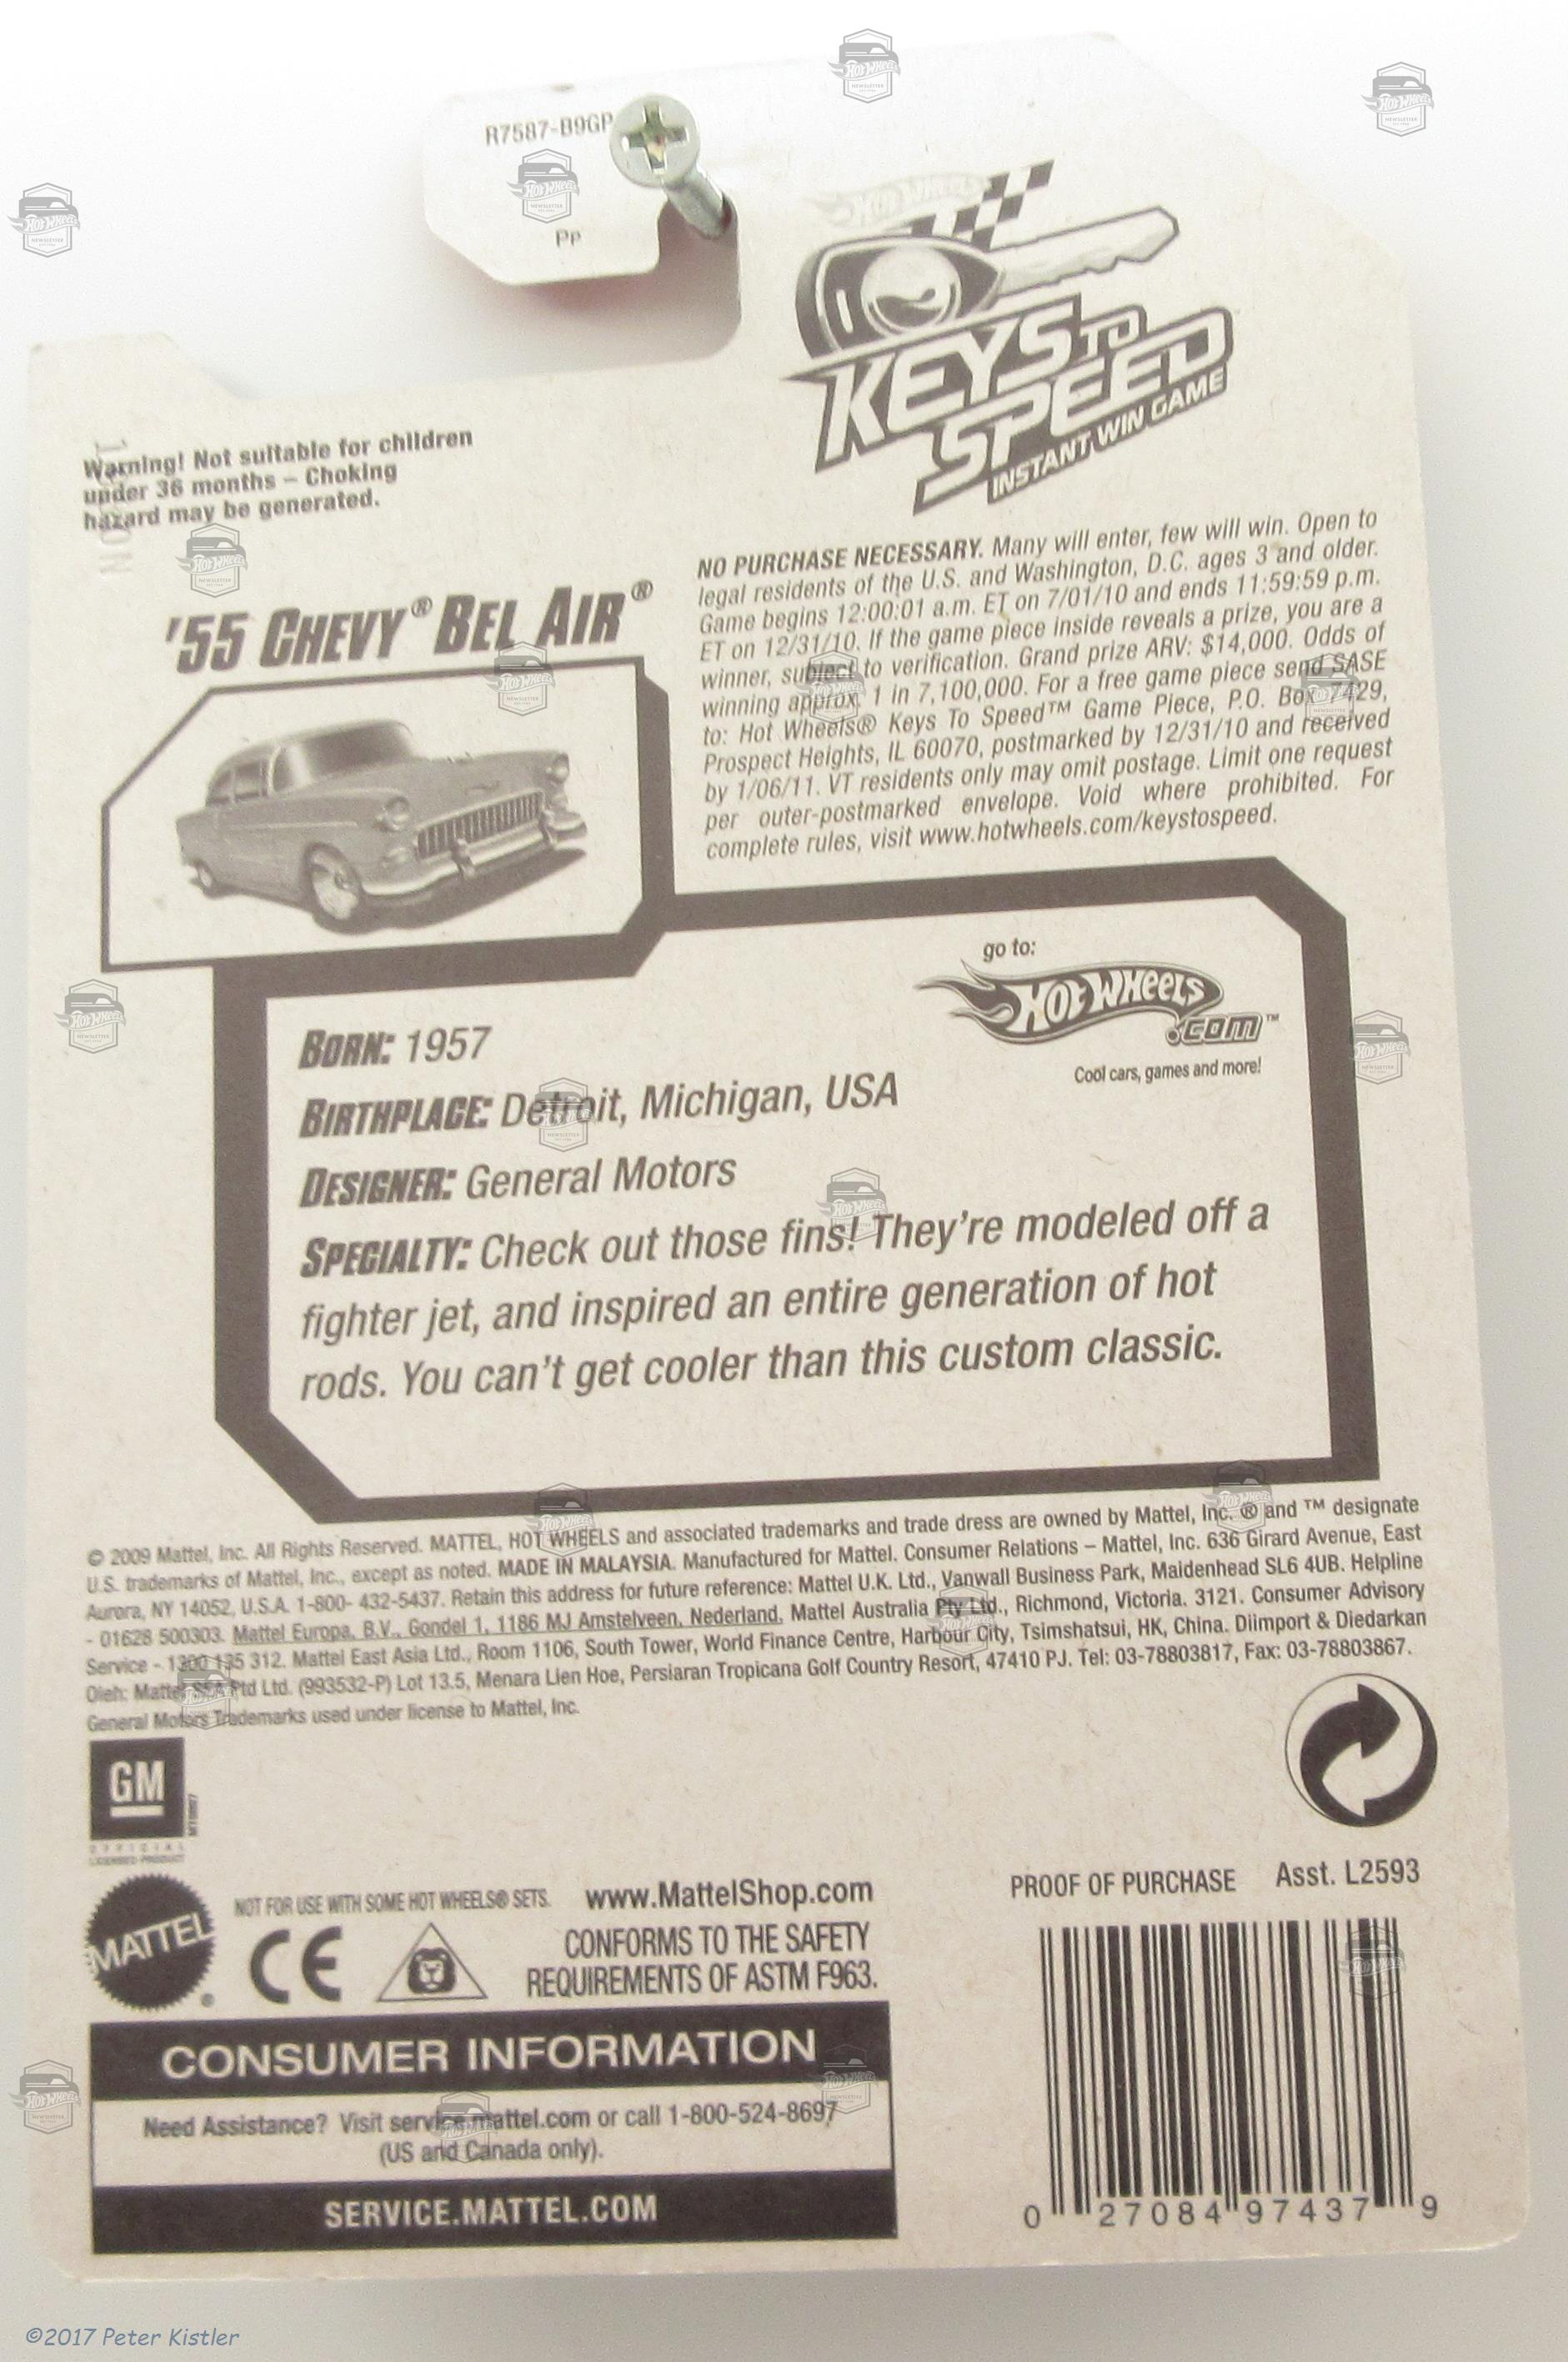 R7587-B9GP
Pp
KEYS TO
SPEED
INSTANT WIN GAME
Warning! Not suitable for children
under 36 months – Choking
hazard may be generated.
NO PURCHASE NECESSARY. Many will enter, few will win. Open to
legal residents of the U.S. and Washington, D.C. ages 3 and older.
Game begins 12:00:01 a.m. ET on 7/01/10 and ends 11:59:59 p.m.
ET on 12/31/10. If the game piece inside reveals a prize, you are a
winner, subject to verification. Grand prize ARV: $14,000. Odds of
winning approx. 1 in 7,100,000. For a free game piece send SASE
to: Hot Wheels® Keys To Speed™ Game Piece, P.O. Box 7429,
Prospect Heights, IL 60070, postmarked by 12/31/10 and received
by 1/06/11. VT residents only may omit postage. Limit one request
per outer-postmarked envelope. Void where prohibited. For
complete rules, visit www.hotwheels.com/keystospeed.
'55 CHEVY® BEL AIR®
go to:
HOT WHEELS
.COM™
Cool cars, games and more!
BORN: 1957
BIRTHPLACE: Detroit, Michigan, USA
DESIGNER: General Motors
SPECIALTY: Check out those fins! They're modeled off a
fighter jet, and inspired an entire generation of hot
rods. You can't get cooler than this custom classic.
© 2009 Mattel, Inc. All Rights Reserved. MATTEL, HOT WHEELS and associated trademarks and trade dress are owned by Mattel, Inc. ® and ™ designate
U.S. trademarks of Mattel, Inc., except as noted. MADE IN MALAYSIA. Manufactured for Mattel. Consumer Relations – Mattel, Inc. 636 Girard Avenue, East
Aurora, NY 14052, U.S.A. 1-800- 432-5437. Retain this address for future reference: Mattel U.K. Ltd., Vanwall Business Park, Maidenhead SL6 4UB. Helpline
- 01628 500303. Mattel Europa, B.V., Gondel 1, 1186 MJ Amstelveen, Nederland. Mattel Australia Pty Ltd., Richmond, Victoria. 3121. Consumer Advisory
Service - 1300 135 312. Mattel East Asia Ltd., Room 1106, South Tower, World Finance Centre, Harbour City, Tsimshatsui, HK, China. Diimport & Diedarkan
Oleh: Mattel SEA Ptd Ltd. (993532-P) Lot 13.5, Menara Lien Hoe, Persiaran Tropicana Golf Country Resort, 47410 PJ. Tel: 03-78803817, Fax: 03-78803867.
General Motors Trademarks used under license to Mattel, Inc.
GM
OFFICIAL
LICENSED PRODUCT
MATTEL®
NOT FOR USE WITH SOME HOT WHEELS® SETS.
www.MattelShop.com
CE
CONFORMS TO THE SAFETY
REQUIREMENTS OF ASTM F963.
PROOF OF PURCHASE Asst. L2593
CONSUMER INFORMATION
Need Assistance? Visit service.mattel.com or call 1-800-524-8697
(US and Canada only).
SERVICE.MATTEL.COM
0 27084 97437 9
©2017 Peter Kistler